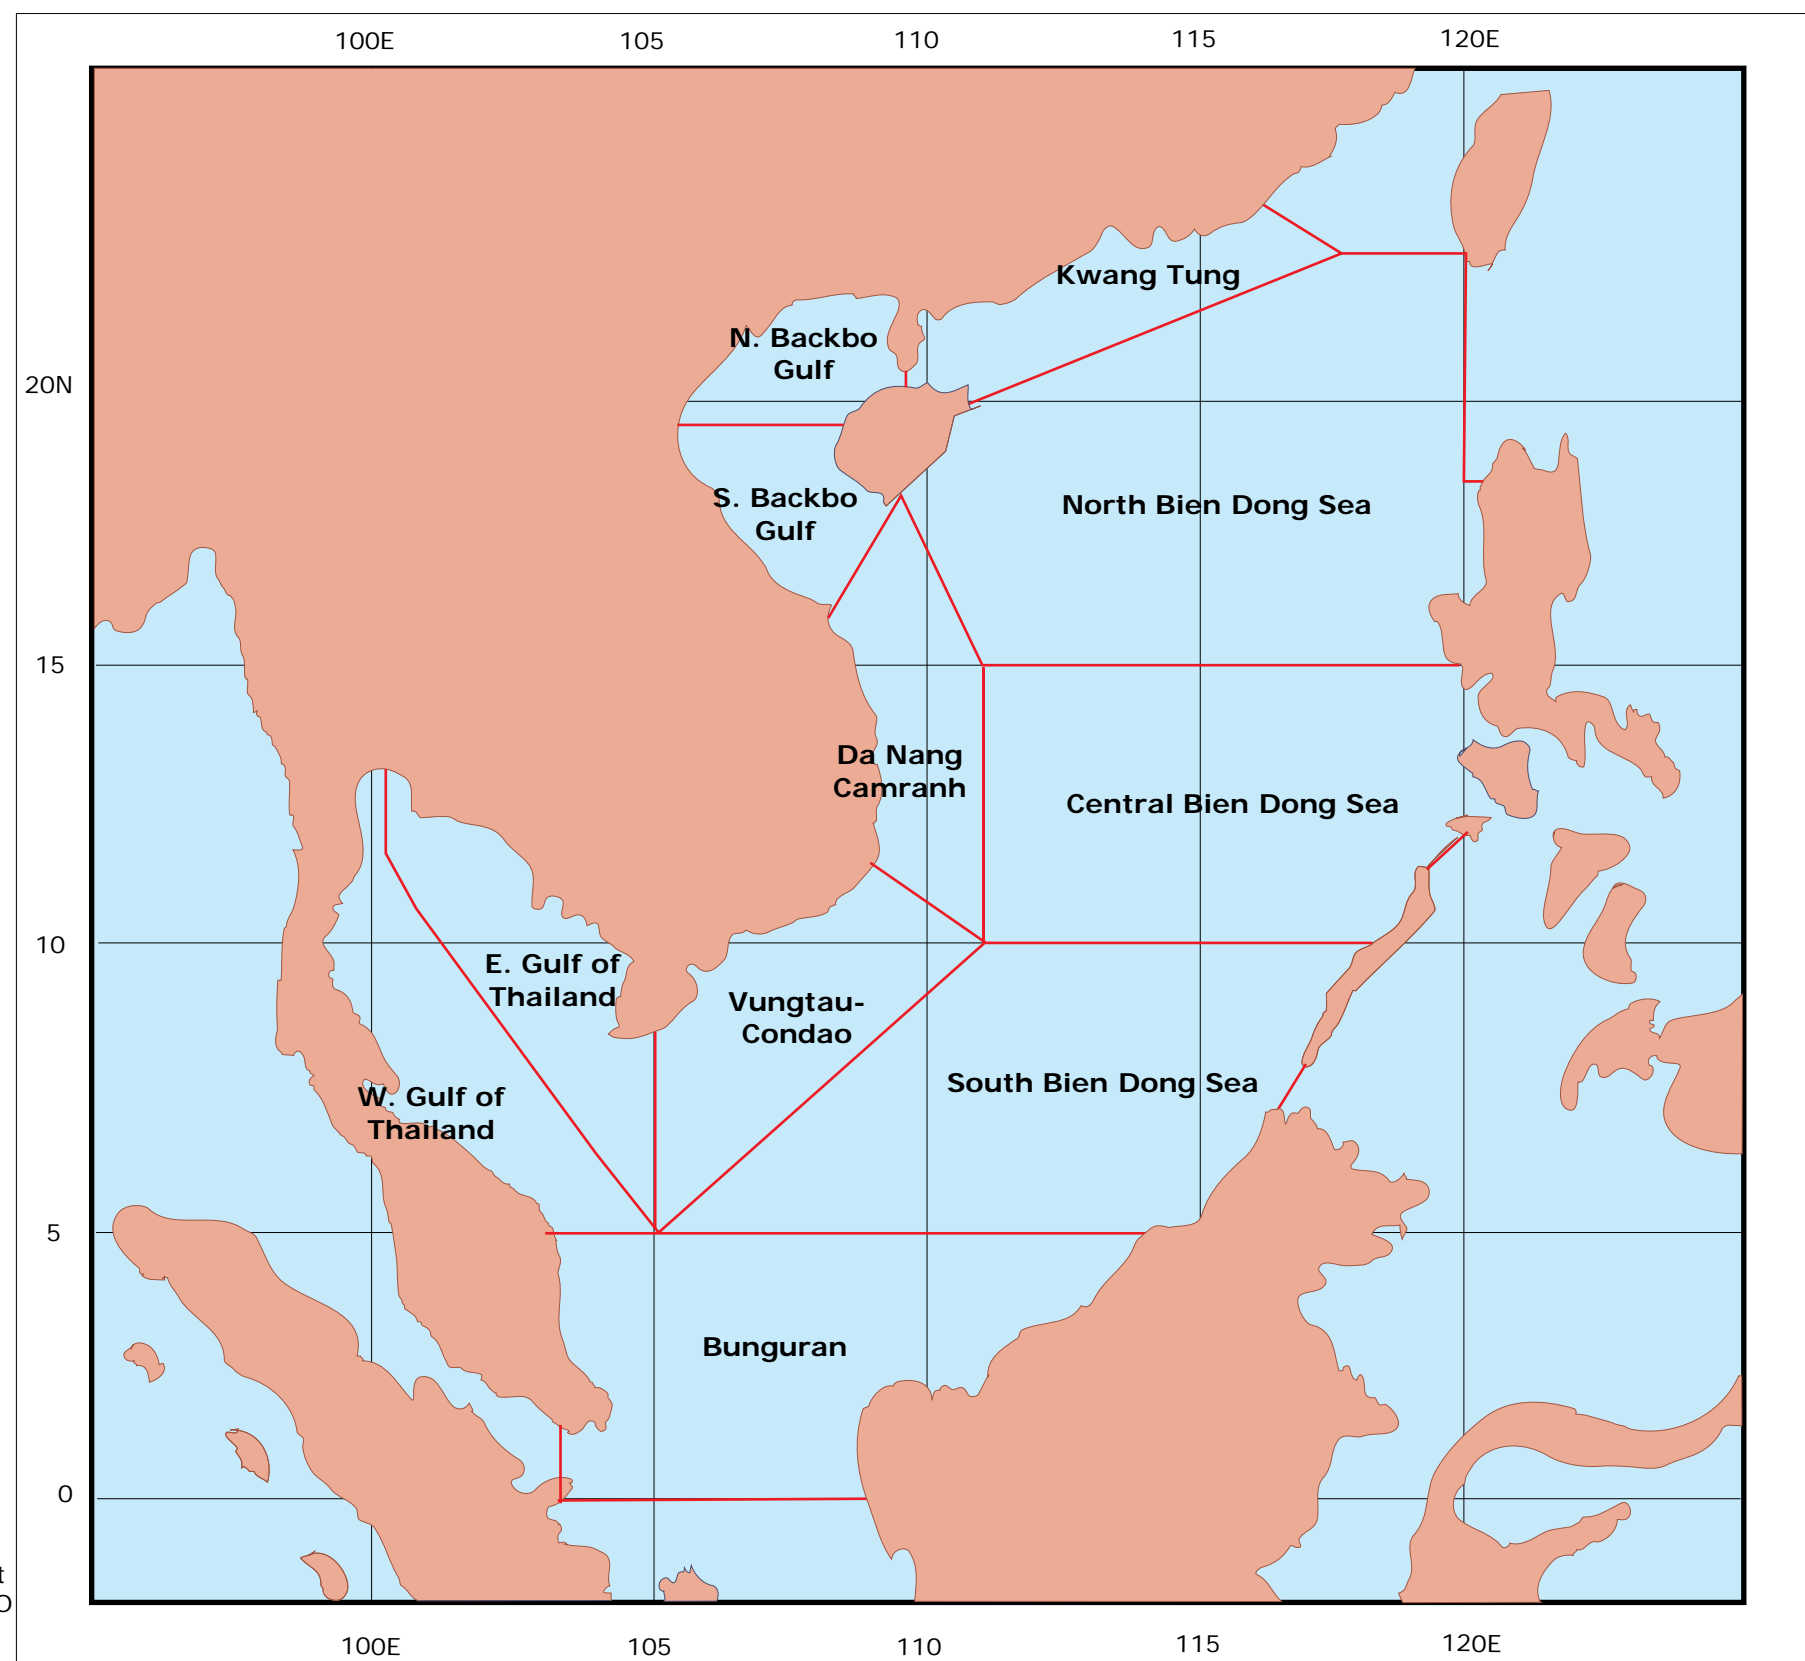 100E 105 110 115 120E
Kwang Tung
N. Backbo
Gulf
20N
S. Backbo
Gulf
North Bien Dong Sea
15
Da Nang
Camranh
Central Bien Dong Sea
10
E. Gulf of
Thailand
Vungtau-
Condao
South Bien Dong Sea
W. Gulf of
Thailand
5
Bunguran
0
100E 105 110 115 120E